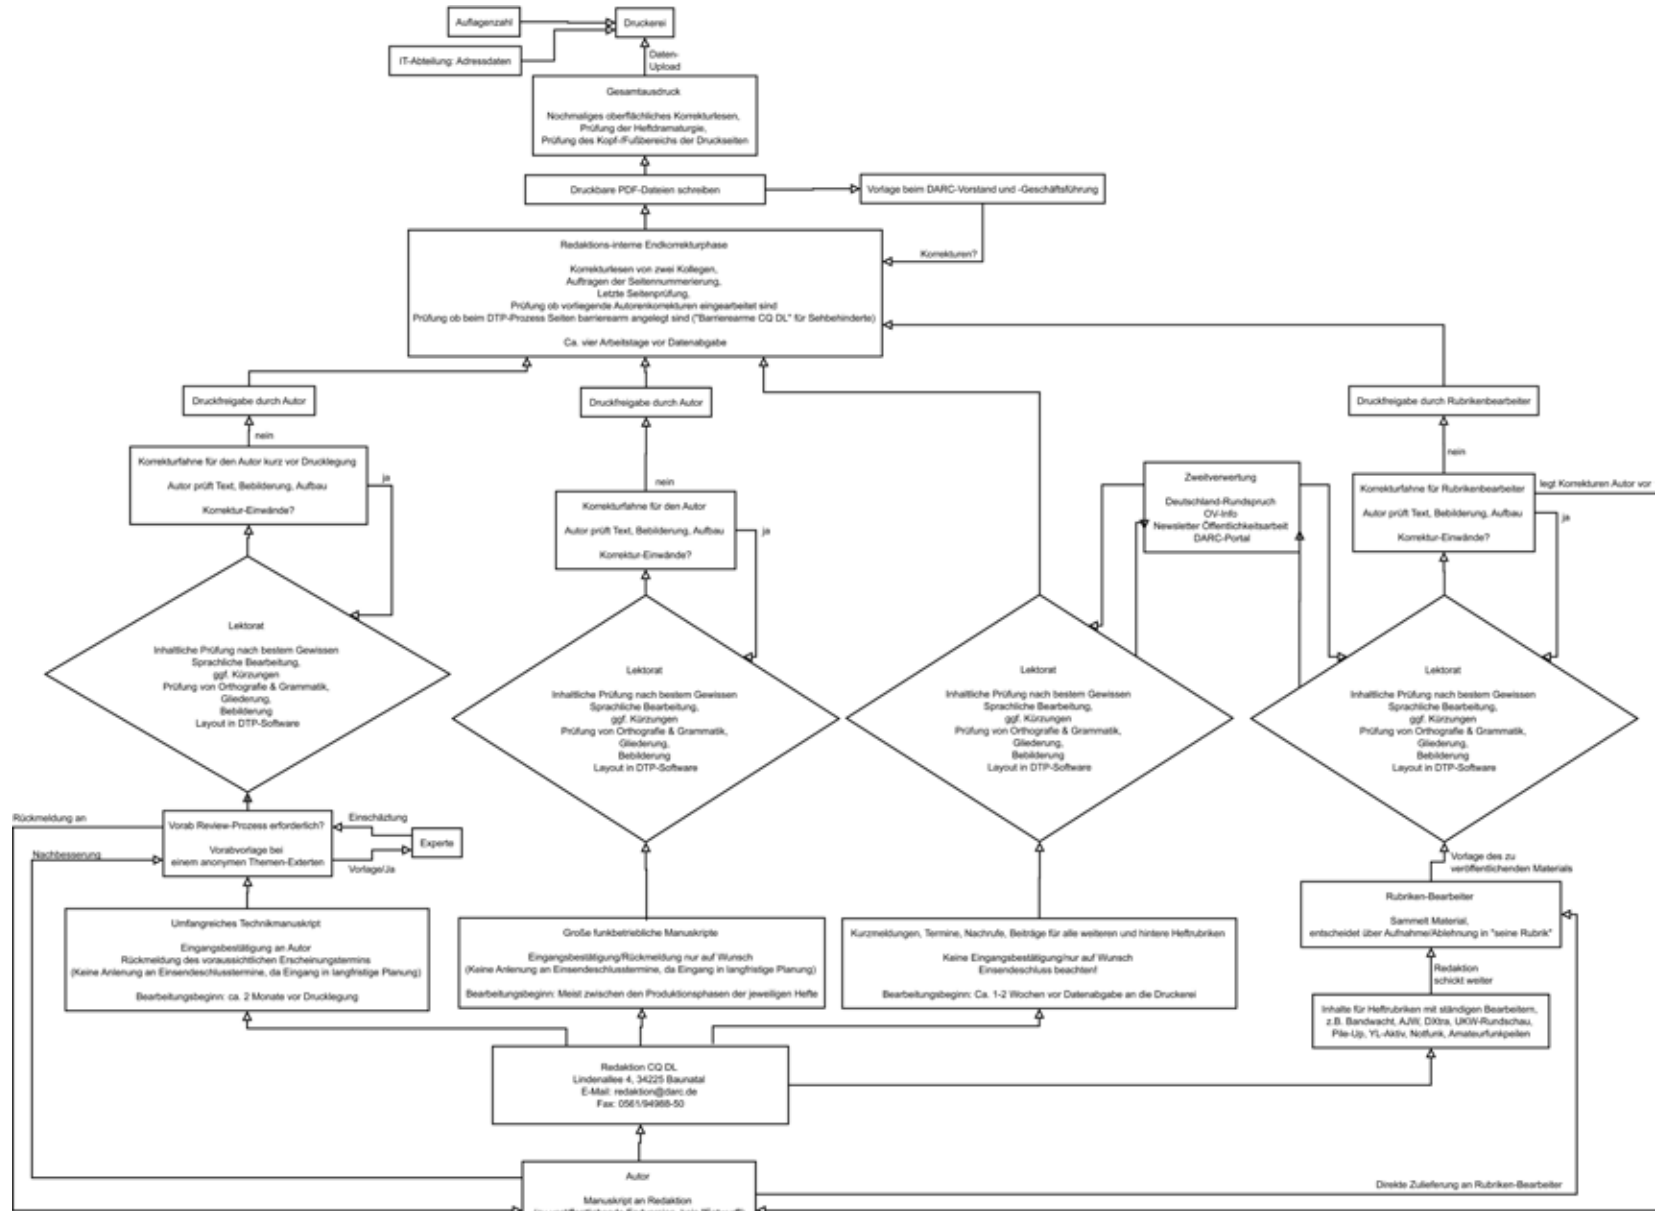 Auflagenzahl
Druckerei
IT-Abteilung: Adressdaten
Daten-
Upload
Gesamtausdruck
Nochmaliges oberflächliches Korrekturlesen,
Prüfung der Heftdramaturgie,
Prüfung des Kopf-/Fußbereichs der Druckseiten
Druckbare PDF-Dateien schreiben
Vorlage beim DARC-Vorstand und -Geschäftsführung
Korrekturen?
Redaktions-interne Endkorrekturphase
Korrekturlesen von zwei Kollegen,
Auftragen der Seitennummerierung,
Letzte Seitenprüfung,
Prüfung ob vorliegende Autorenkorrekturen eingearbeitet sind
Prüfung ob beim DTP-Prozess Seiten barrierearm angelegt sind ("Barrierearme CQ DL" für Sehbehinderte)
Ca. vier Arbeitstage vor Datenabgabe
Druckfreigabe durch Autor
nein
Korrekturfahne für den Autor kurz vor Drucklegung
Autor prüft Text, Bebilderung, Aufbau
Korrektur-Einwände?
ja
Druckfreigabe durch Autor
nein
Korrekturfahne für den Autor
Autor prüft Text, Bebilderung, Aufbau
Korrektur-Einwände?
ja
Zweitverwertung
Deutschland-Rundspruch
OV-Info
Newsletter Öffentlichkeitsarbeit
DARC-Portal
Druckfreigabe durch Rubrikenbearbeiter
nein
Korrekturfahne für Rubrikenbearbeiter
Autor prüft Text, Bebilderung, Aufbau
Korrektur-Einwände?
legt Korrekturen Autor vor
ja
Lektorat
Inhaltliche Prüfung nach bestem Gewissen
Sprachliche Bearbeitung,
ggf. Kürzungen
Prüfung von Orthografie & Grammatik,
Gliederung,
Bebilderung
Layout in DTP-Software
Lektorat
Inhaltliche Prüfung nach bestem Gewissen
Sprachliche Bearbeitung,
ggf. Kürzungen
Prüfung von Orthografie & Grammatik,
Gliederung,
Bebilderung
Layout in DTP-Software
Lektorat
Inhaltliche Prüfung nach bestem Gewissen
Sprachliche Bearbeitung,
ggf. Kürzungen
Prüfung von Orthografie & Grammatik,
Gliederung,
Bebilderung
Layout in DTP-Software
Lektorat
Inhaltliche Prüfung nach bestem Gewissen
Sprachliche Bearbeitung,
ggf. Kürzungen
Prüfung von Orthografie & Grammatik,
Gliederung,
Bebilderung
Layout in DTP-Software
Rückmeldung an
Nachbesserung
Vorab Review-Prozess erforderlich?
Vorabvorlage bei
einem anonymen Themen-Exterten
Einschäztung
Experte
Vorlage/Ja
Umfangreiches Technikmanuskript
Eingangsbestätigung an Autor
Rückmeldung des voraussichtlichen Erscheinungstermins
(Keine Anlenung an Einsendeschlusstermine, da Eingang in langfristige Planung)
Bearbeitungsbeginn: ca. 2 Monate vor Drucklegung
Große funkbetriebliche Manuskripte
Eingangsbestätigung/Rückmeldung nur auf Wunsch
(Keine Anlenung an Einsendeschlusstermine, da Eingang in langfristige Planung)
Bearbeitungsbeginn: Meist zwischen den Produktionsphasen der jeweiligen Hefte
Kurzmeldungen, Termine, Nachrufe, Beiträge für alle weiteren und hintere Heftrubriken
Keine Eingangsbestätigung/nur auf Wunsch
Einsendeschluss beachten!
Bearbeitungsbeginn: Ca. 1-2 Wochen vor Datenabgabe an die Druckerei
Vorlage des zu
veröffentlichenden Materials
Rubriken-Bearbeiter
Sammelt Material,
entscheidet über Aufnahme/Ablehnung in "seine Rubrik"
Redaktion
schickt weiter
Inhalte für Heftrubriken mit ständigen Bearbeitern,
z.B. Bandwacht, AJW, DXtra, UKW-Rundschau,
Pile-Up, YL-Aktiv, Notfunk, Amateurfunkpeilen
Redaktion CQ DL
Lindenallee 4, 34225 Baunatal
E-Mail: redaktion@darc.de
Fax: 0561/94988-50
Autor
Manuskript an Redaktion
Direkte Zulieferung an Rubriken-Bearbeiter